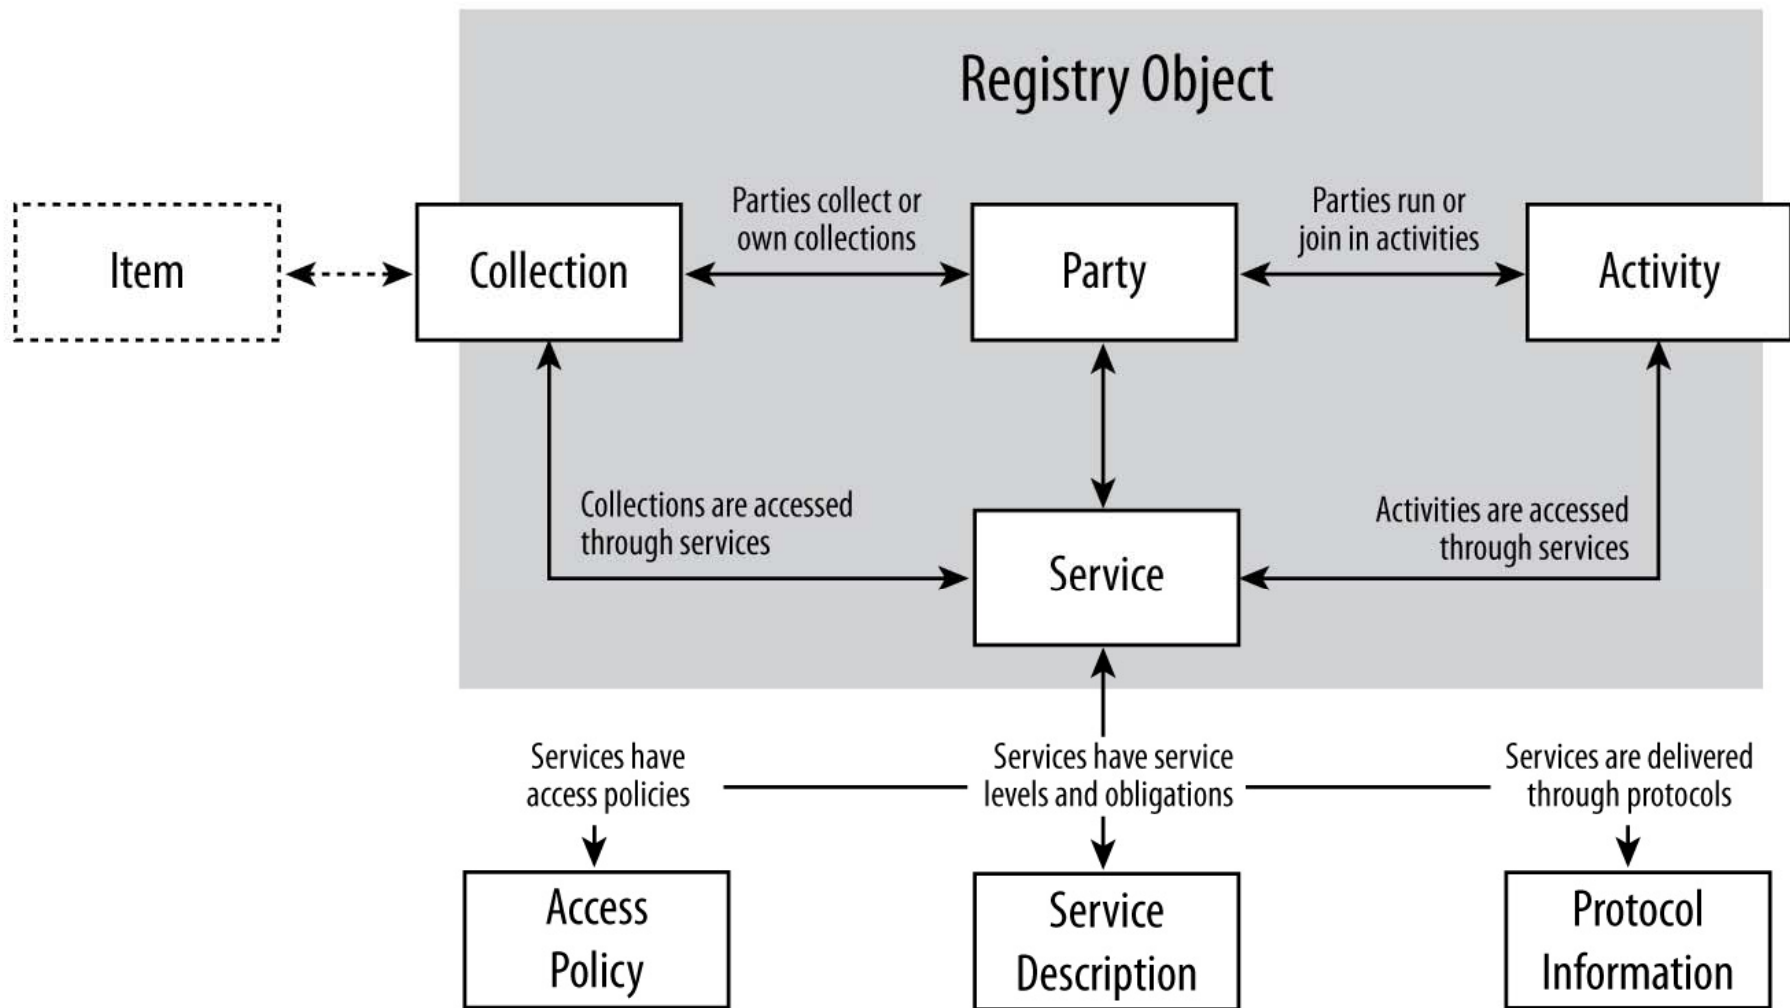 Registry Object
Parties collect or
own collections
Parties run or
join in activities
Item
Collection
Party
Activity
Collections are accessed
through services
Activities are accessed
through services
Service
Services have
access policies
Services have service
levels and obligations
Services are delivered
through protocols
Access
Policy
Service
Description
Protocol
Information